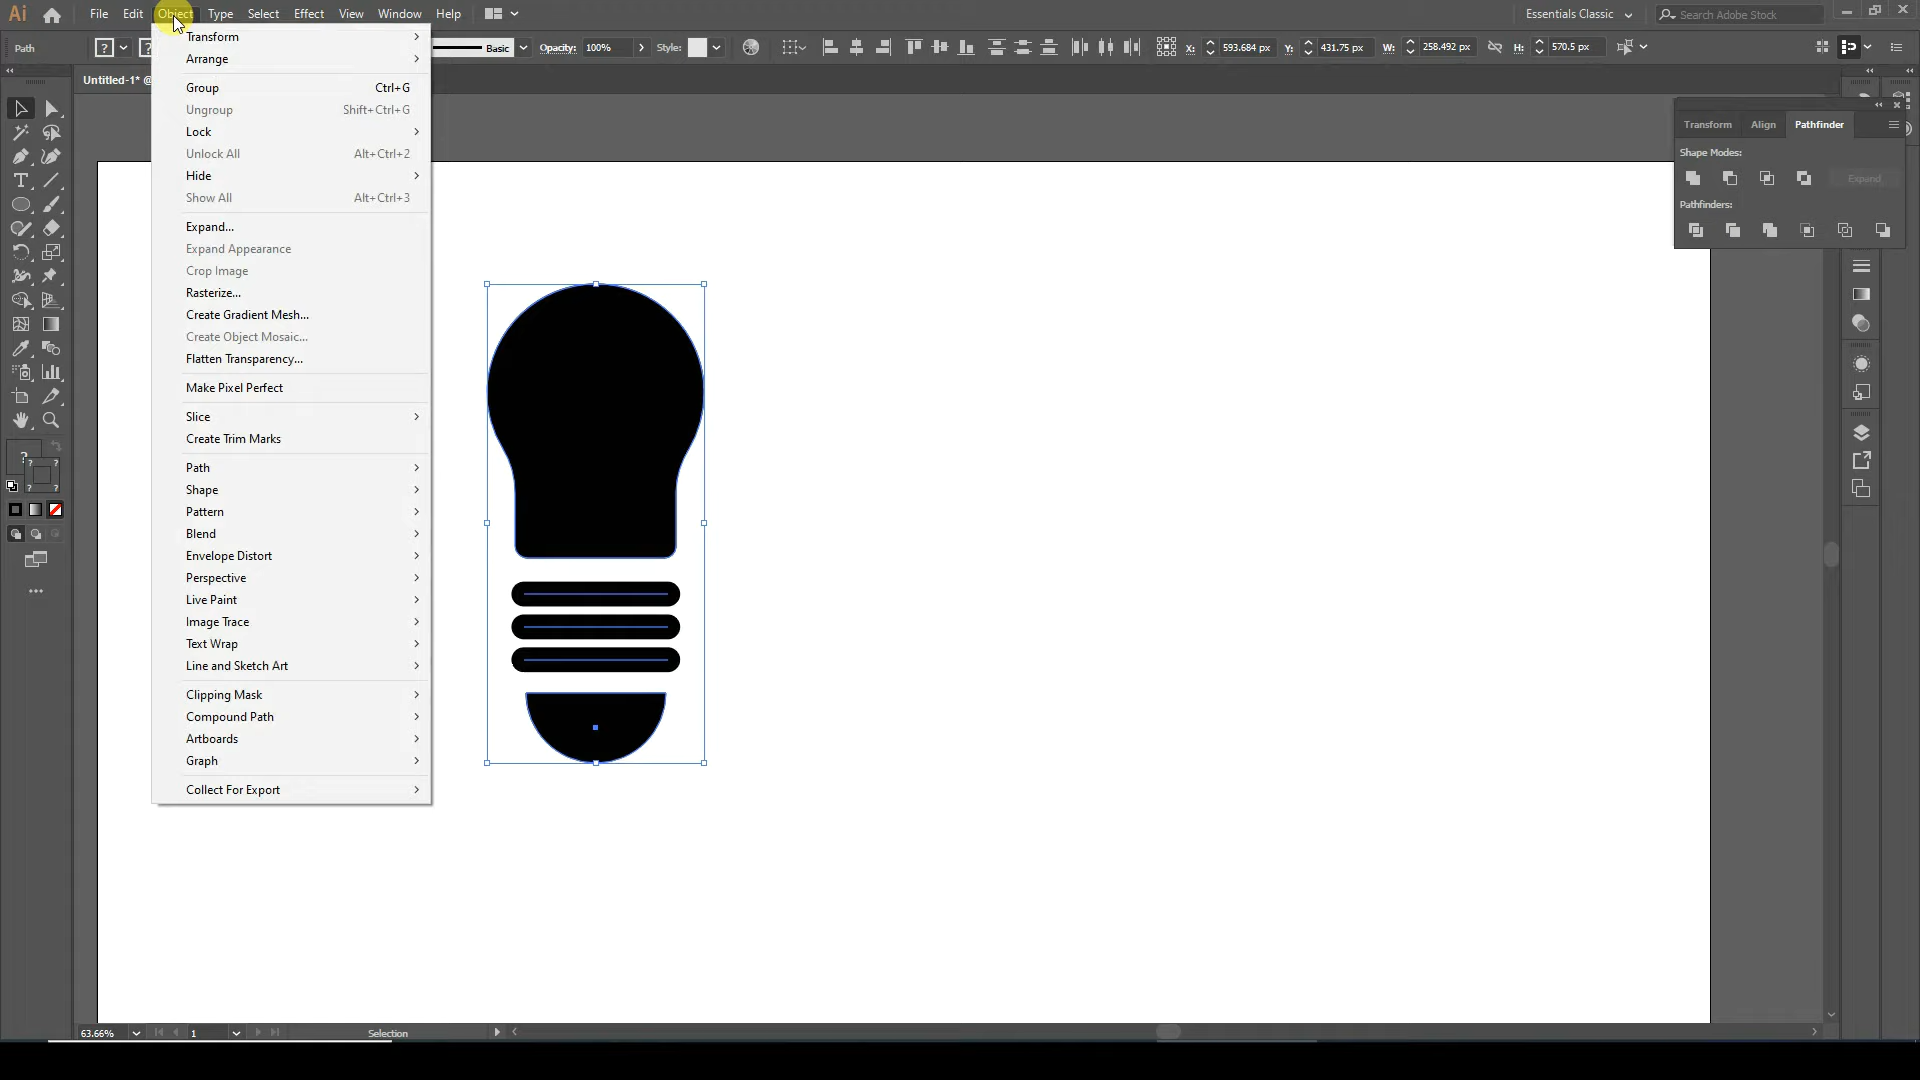 Ai File Edit Object Type Select Effect View Window Help Essentials Classic Search Adobe Stock
Path ? ? Basic Opacity: 100% Style: X: 593.684 px Y: 431.75 px W: 258.492 px H: 570.5 px
Untitled-1* @
Transform
Arrange
Group Ctrl+G
Ungroup Shift+Ctrl+G
Lock
Unlock All Alt+Ctrl+2
Hide
Show All Alt+Ctrl+3
Expand...
Expand Appearance
Crop Image
Rasterize...
Create Gradient Mesh...
Create Object Mosaic...
Flatten Transparency...
Make Pixel Perfect
Slice
Create Trim Marks
Path
Shape
Pattern
Blend
Envelope Distort
Perspective
Live Paint
Image Trace
Text Wrap
Line and Sketch Art
Clipping Mask
Compound Path
Artboards
Graph
Collect For Export
Transform Align Pathfinder
Shape Modes:
Expand
Pathfinders:
?
? ?
? ?
63.66% 1 Selection